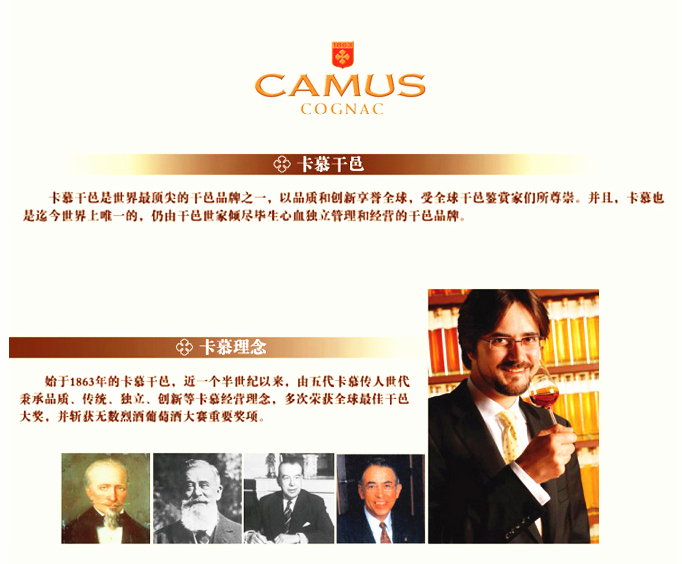 1863
CAMUS
COGNAC
卡慕干邑
卡慕干邑是世界最顶尖的干邑品牌之一，以品质和创新享誉全球，受全球干邑鉴赏家们所尊崇。并且，卡慕也
是迄今世界上唯一的，仍由干邑世家倾尽毕生心血独立管理和经营的干邑品牌。
卡慕理念
始于1863年的卡慕干邑，近一个半世纪以来，由五代卡慕传人世代
秉承品质、传统、独立、创新等卡慕经营理念，多次荣获全球最佳干邑
大奖，并斩获无数烈酒葡萄酒大赛重要奖项。